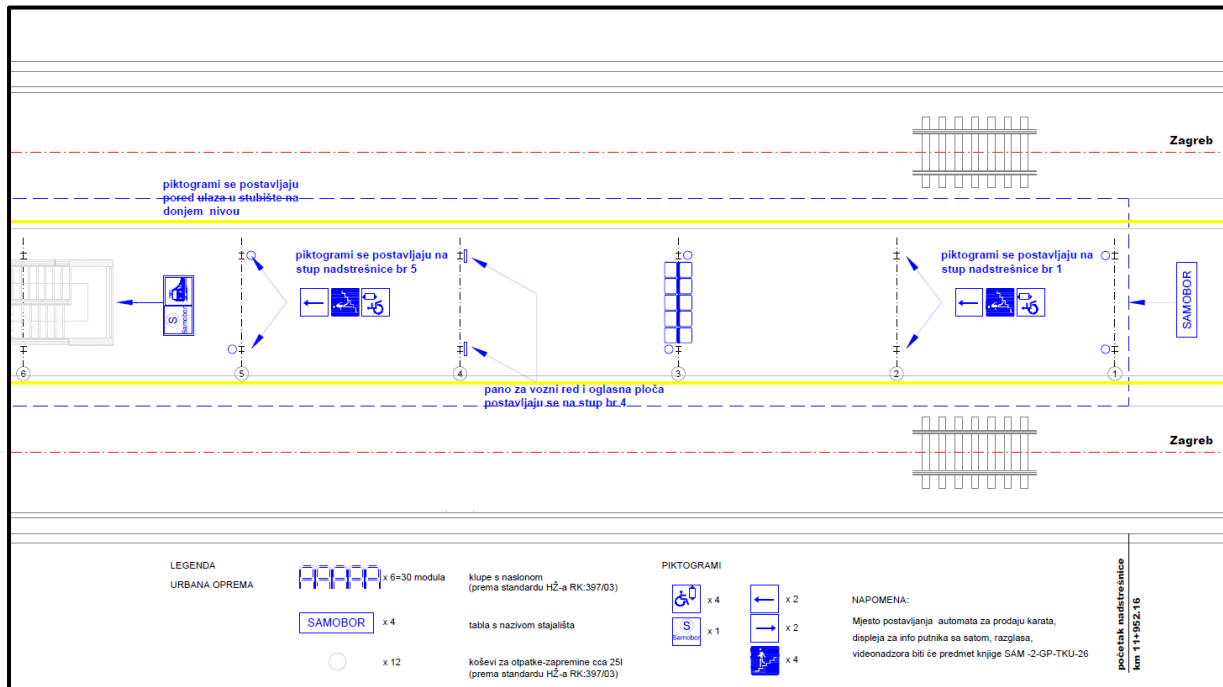 Zagreb
piktogrami se postavljaju
pored ulaza u stubište na
donjem nivou
piktogrami se postavljaju na
stup nadstrešnice br 5
piktogrami se postavljaju na
stup nadstrešnice br 1
S
Samobor
SAMOBOR
6
5
4
3
2
1
pano za vozni red i oglasna ploča
postavljaju se na stup br 4
Zagreb
LEGENDA
URBANA OPREMA
x 6=30 modula
klupe s naslonom
(prema standardu HŽ-a RK:397/03)
SAMOBOR
x 4
tabla s nazivom stajališta
x 12
koševi za otpatke-zapremine cca 25l
(prema standardu HŽ-a RK:397/03)
PIKTOGRAMI
x 4
S
Samobor
x 1
x 2
x 2
x 4
NAPOMENA:
Mjesto postavljanja automata za prodaju karata,
displeja za info putnika sa satom, razglasa,
videonadzora biti će predmet knjige SAM -2-GP-TKU-26
početak nadstrešnice
km 11+952.16